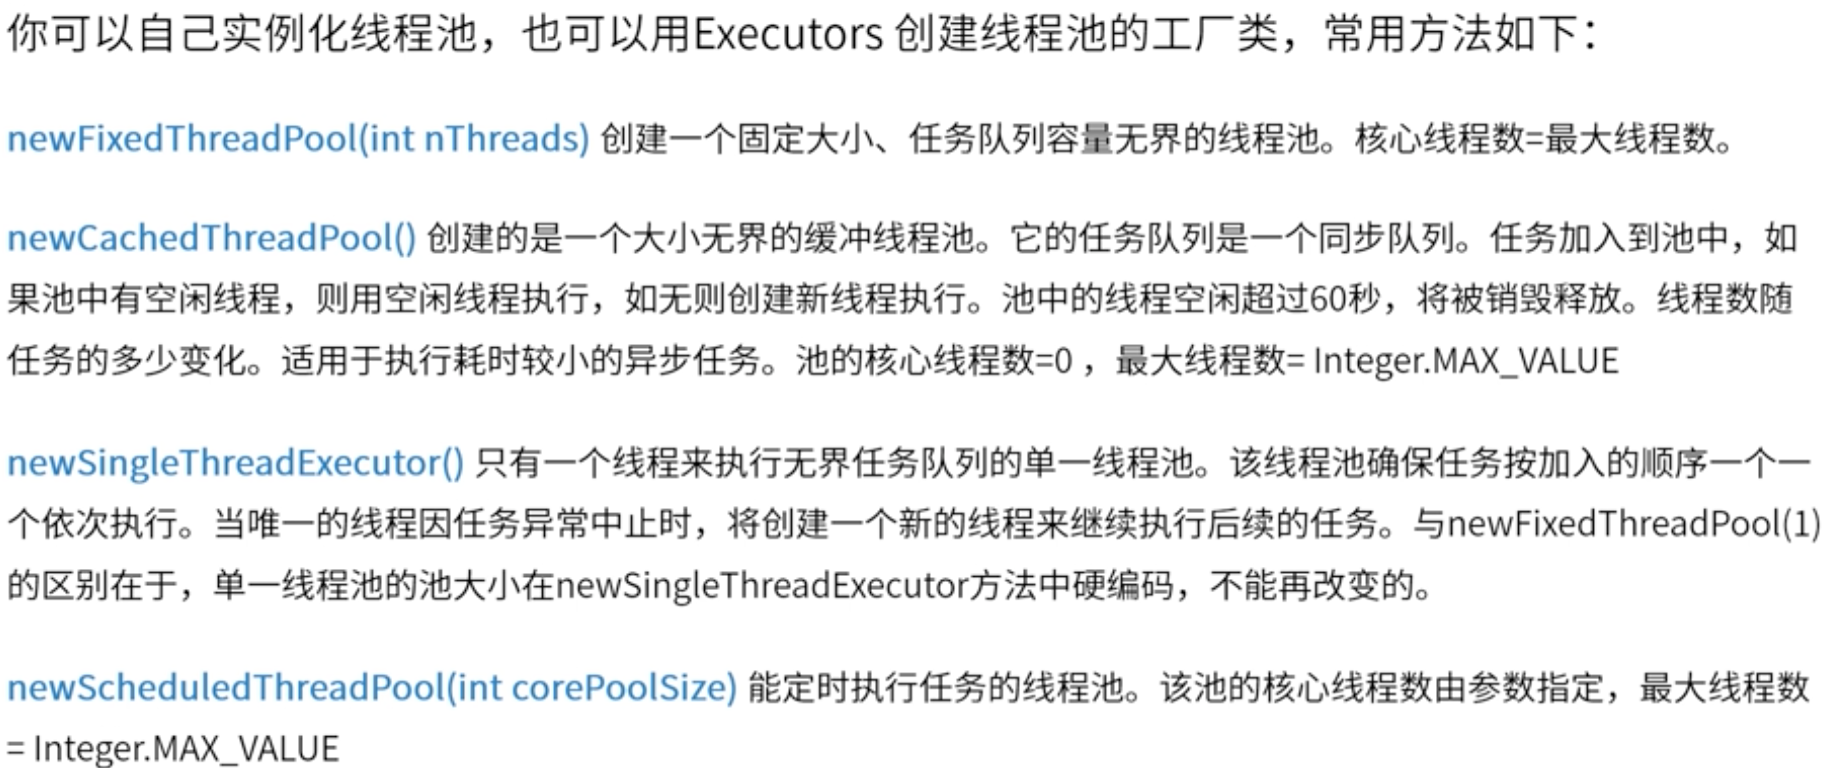 你可以自己实例化线程池，也可以用Executors 创建线程池的工厂类，常用方法如下：
newFixedThreadPool(int nThreads) 创建一个固定大小、任务队列容量无界的线程池。核心线程数=最大线程数。
newCachedThreadPool() 创建的是一个大小无界的缓冲线程池。它的任务队列是一个同步队列。任务加入到池中，如
果池中有空闲线程，则用空闲线程执行，如无则创建新线程执行。池中的线程空闲超过60秒，将被销毁释放。线程数随
任务的多少变化。适用于执行耗时较小的异步任务。池的核心线程数=0 ，最大线程数= Integer.MAX_VALUE
newSingleThreadExecutor() 只有一个线程来执行无界任务队列的单一线程池。该线程池确保任务按加入的顺序一个一
个依次执行。当唯一的线程因任务异常中止时，将创建一个新的线程来继续执行后续的任务。与newFixedThreadPool(1)
的区别在于，单一线程池的池大小在newSingleThreadExecutor方法中硬编码，不能再改变的。
newScheduledThreadPool(int corePoolSize) 能定时执行任务的线程池。该池的核心线程数由参数指定，最大线程数
= Integer.MAX_VALUE